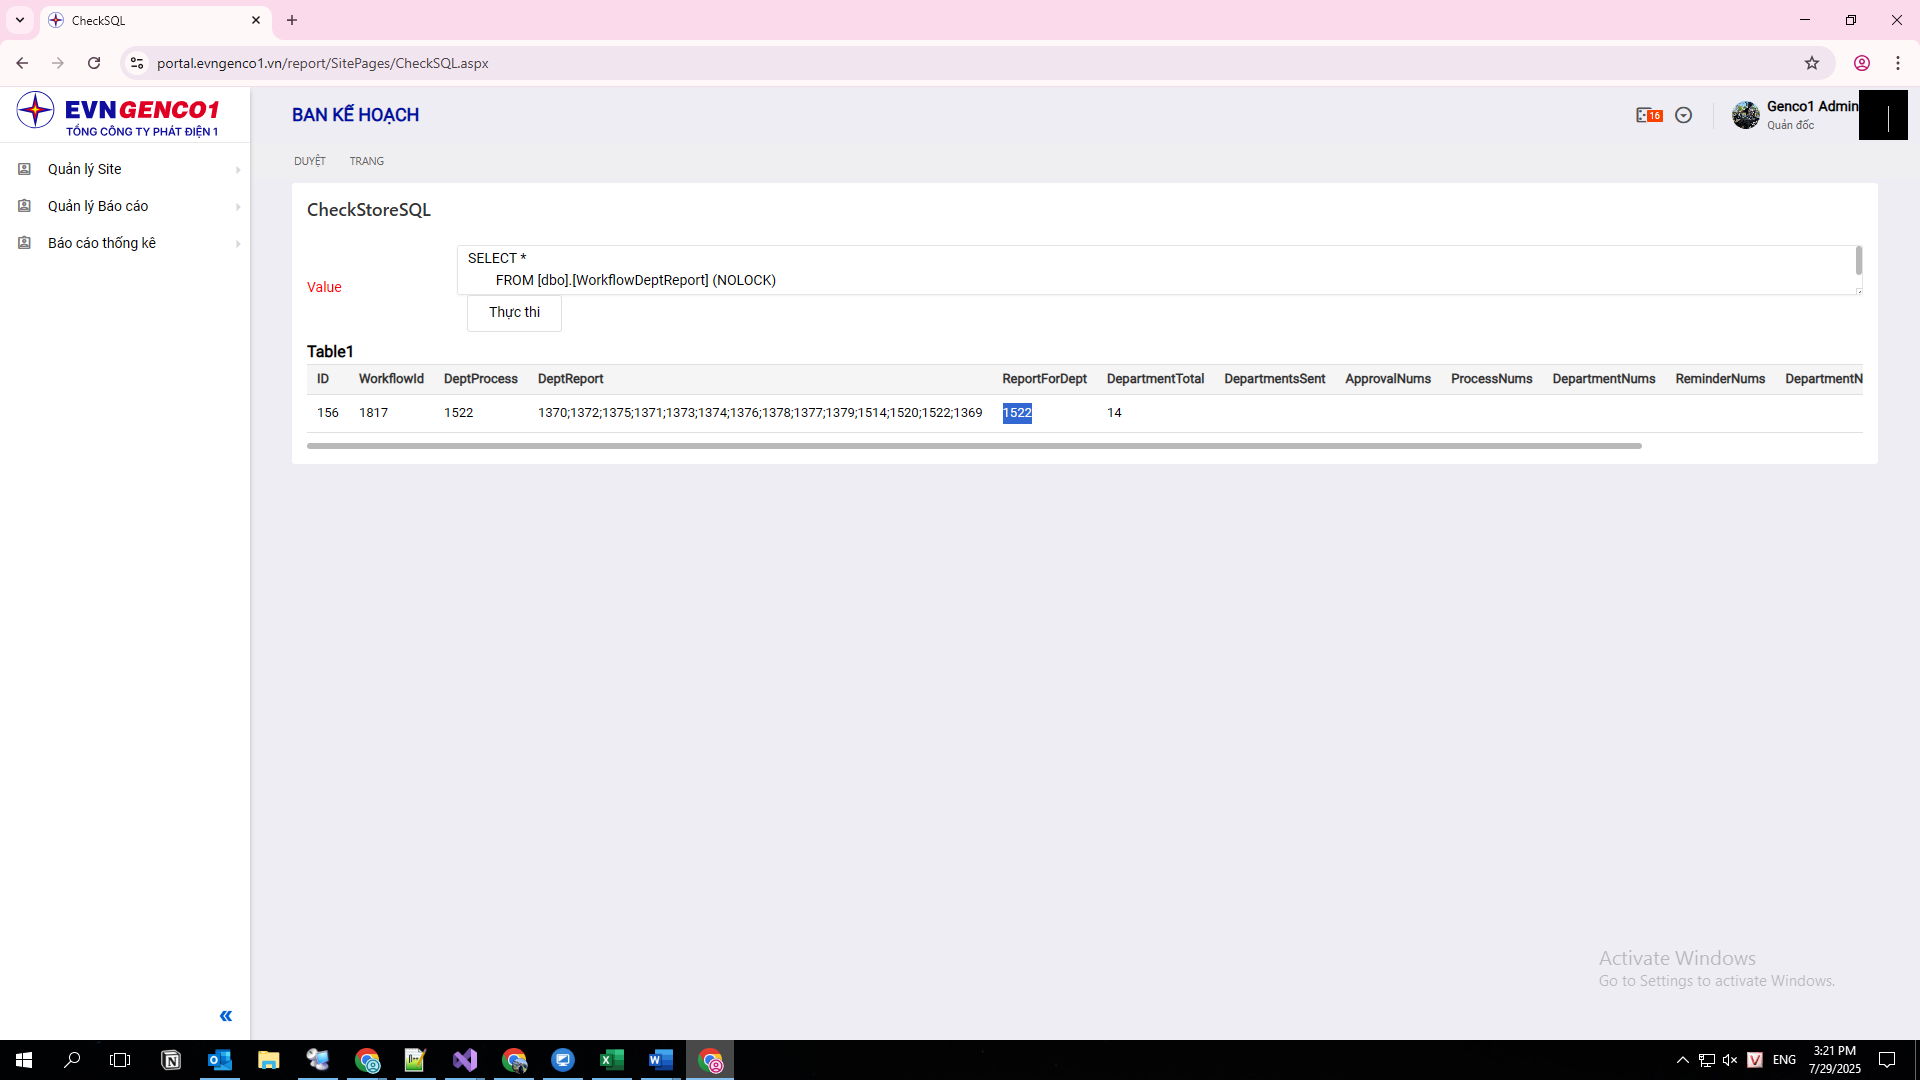 CheckSQL
portal.evngenco1.vn/report/SitePages/CheckSQL.aspx
EVNGENCO1
TỔNG CÔNG TY PHÁT ĐIỆN 1
BAN KẾ HOẠCH
16
Genco1 Admin
Quản đốc
DUYỆT TRANG
Quản lý Site
Quản lý Báo cáo
Báo cáo thống kê
CheckStoreSQL
Value
SELECT *
FROM [dbo].[WorkflowDeptReport] (NOLOCK)
Thực thi
Table1
ID WorkflowId DeptProcess DeptReport ReportForDept DepartmentTotal DepartmentsSent ApprovalNums ProcessNums DepartmentNums ReminderNums DepartmentN
156 1817 1522 1370;1372;1375;1371;1373;1374;1376;1378;1377;1379;1514;1520;1522;1369 1522 14
Activate Windows
Go to Settings to activate Windows.
ENG
3:21 PM
7/29/2025